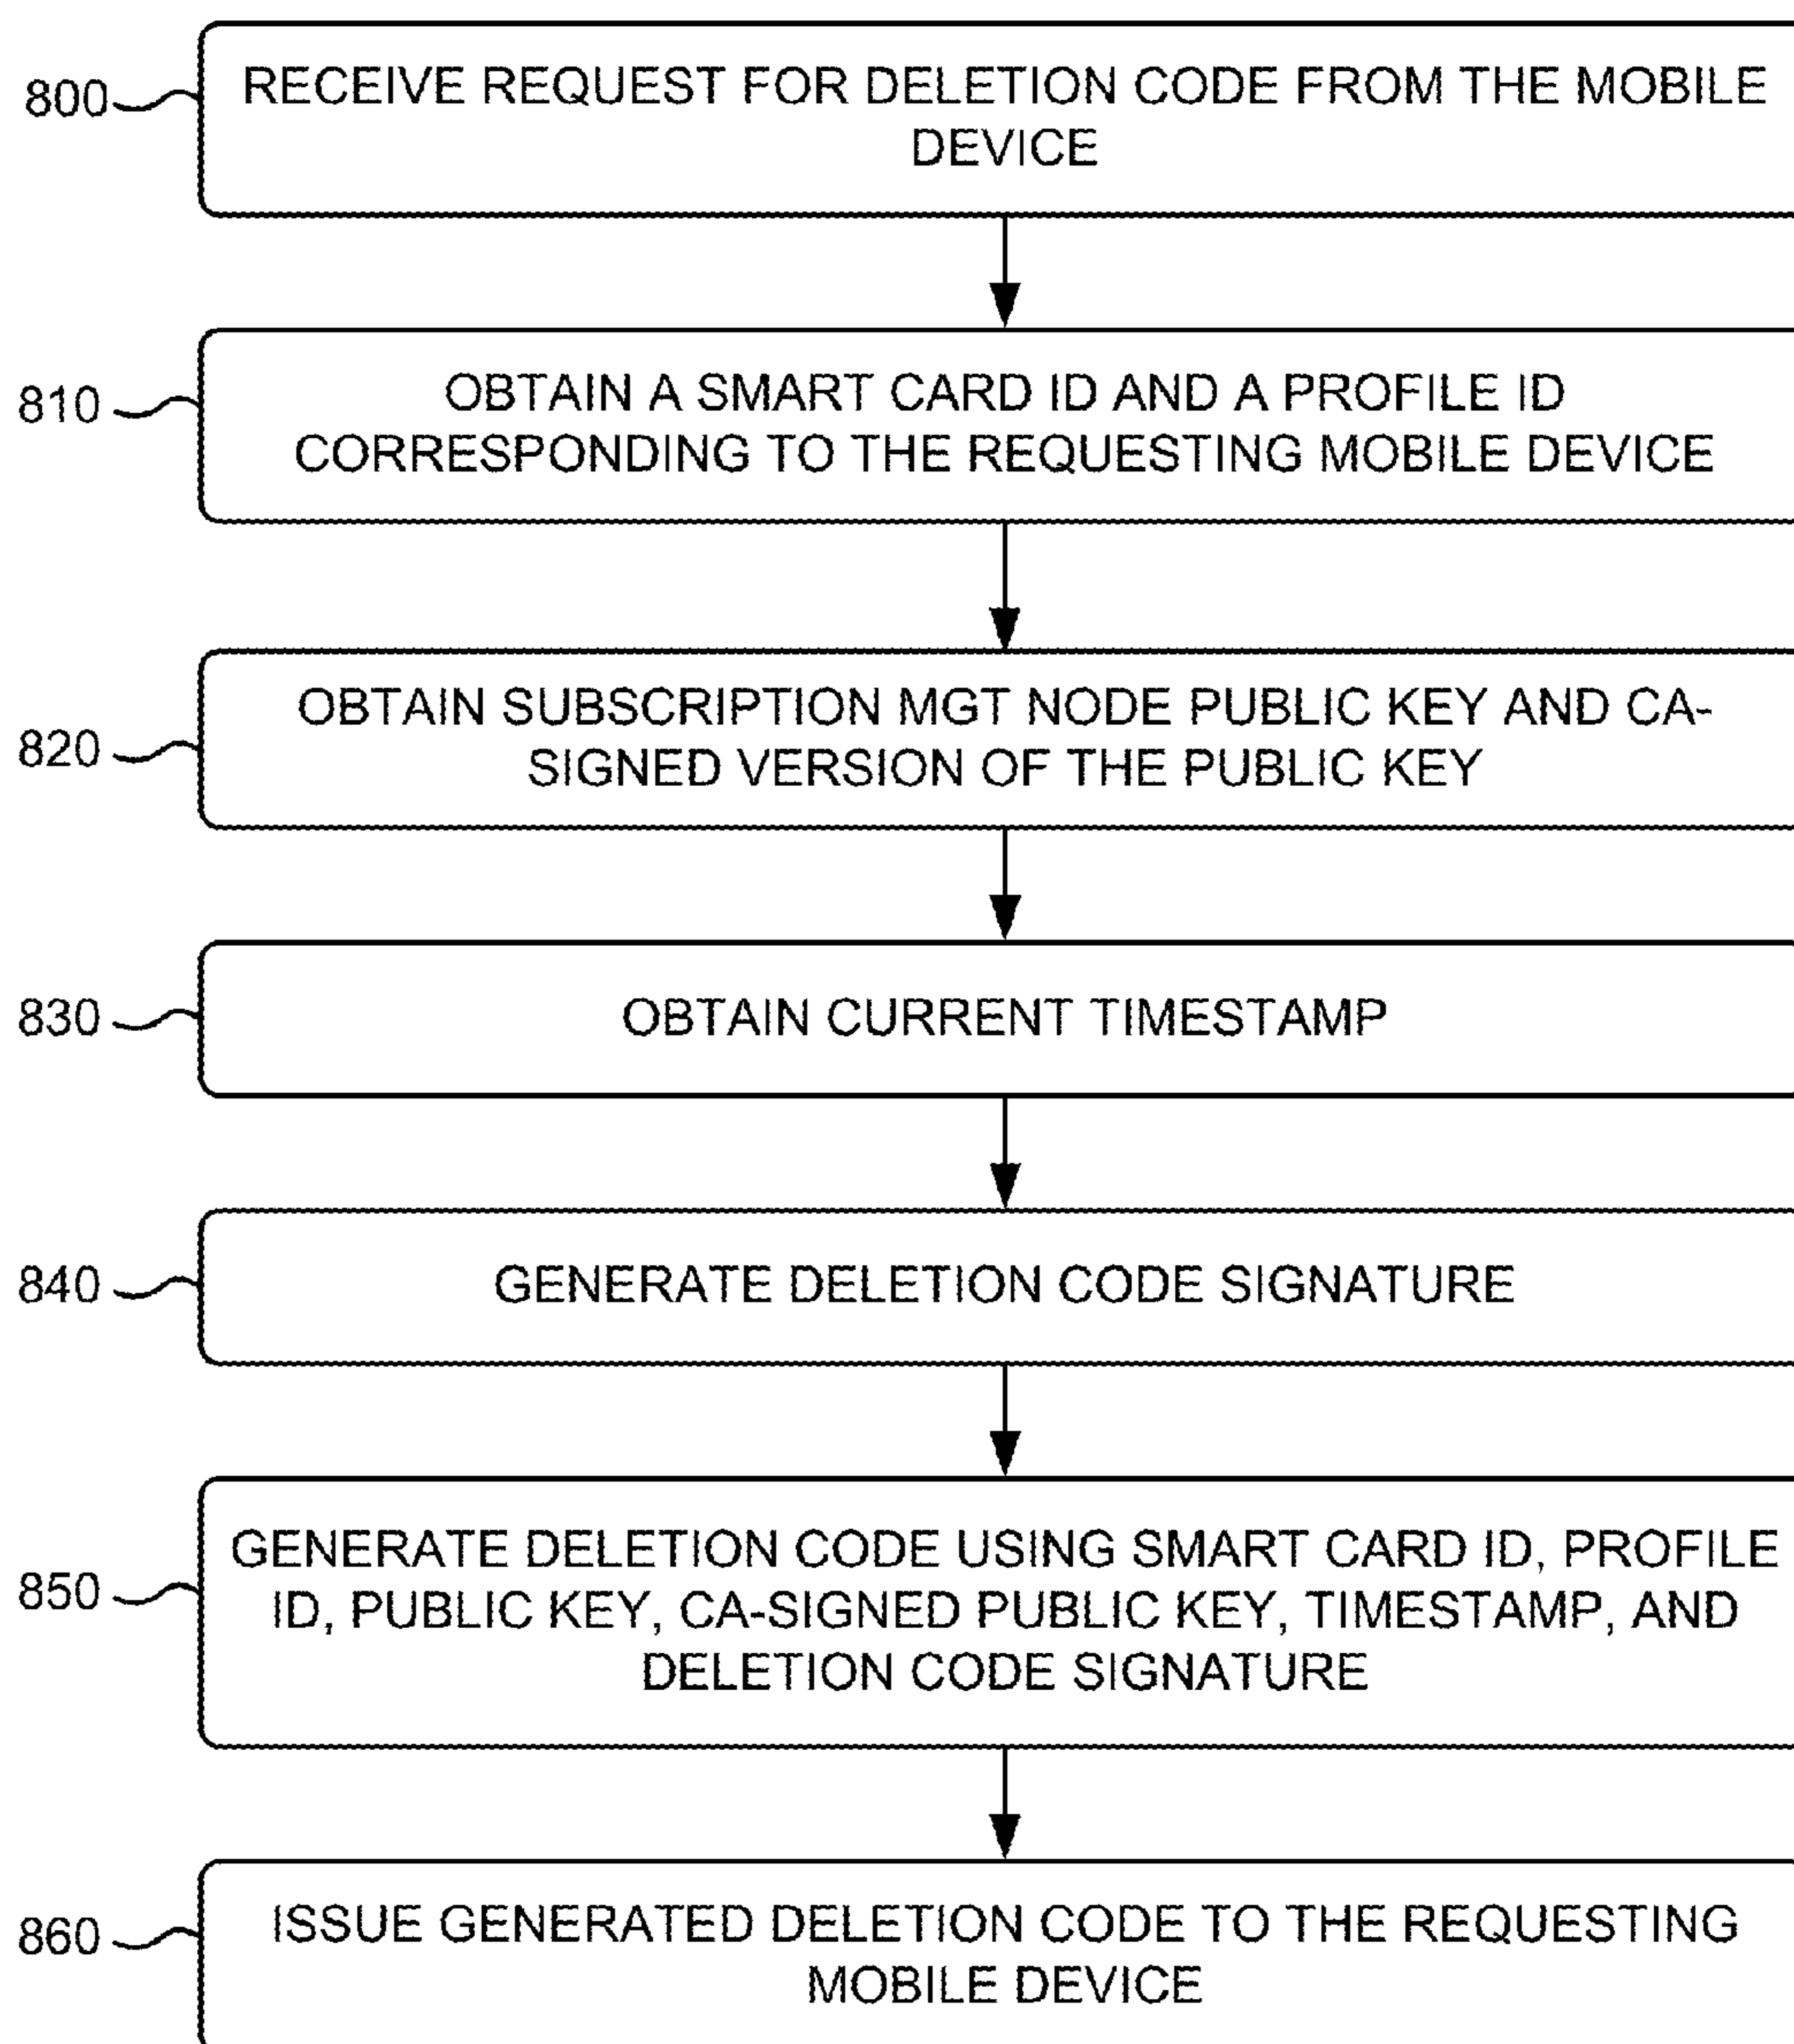 800
RECEIVE REQUEST FOR DELETION CODE FROM THE MOBILE
DEVICE
810
OBTAIN A SMART CARD ID AND A PROFILE ID
CORRESPONDING TO THE REQUESTING MOBILE DEVICE
820
OBTAIN SUBSCRIPTION MGT NODE PUBLIC KEY AND CA-
SIGNED VERSION OF THE PUBLIC KEY
830
OBTAIN CURRENT TIMESTAMP
840
GENERATE DELETION CODE SIGNATURE
850
GENERATE DELETION CODE USING SMART CARD ID, PROFILE
ID, PUBLIC KEY, CA-SIGNED PUBLIC KEY, TIMESTAMP, AND
DELETION CODE SIGNATURE
860
ISSUE GENERATED DELETION CODE TO THE REQUESTING
MOBILE DEVICE